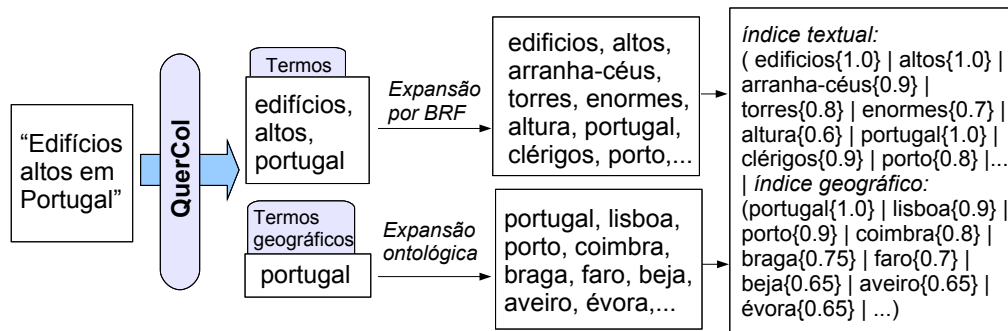 “Edifícios
altos em
Portugal”
QuerCol
Termos
edifícios,
altos,
portugal
Termos
geográficos
portugal
Expansão
por BRF
Expansão
ontológica
edificios, altos,
arranha-céus,
torres, enormes,
altura, portugal,
clérigos, porto,...
portugal, lisboa,
porto, coimbra,
braga, faro, beja,
aveiro, évora,...
índice textual:
( edificios{1.0} | altos{1.0} |
arranha-céus{0.9} |
torres{0.8} | enormes{0.7} |
altura{0.6} | portugal{1.0} |
clérigos{0.9} | porto{0.8} |...
| índice geográfico:
(portugal{1.0} | lisboa{0.9} |
porto{0.9} | coimbra{0.8} |
braga{0.75} | faro{0.7} |
beja{0.65} | aveiro{0.65} |
évora{0.65} | ...)